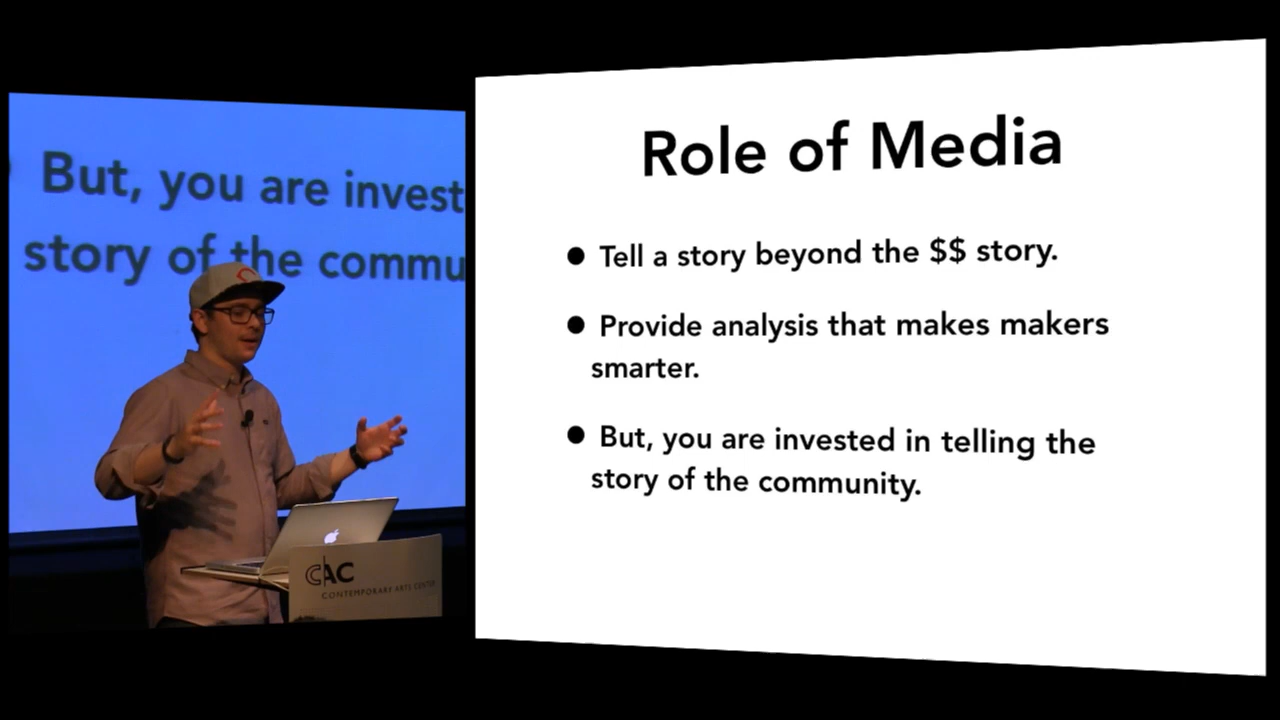 But, you are invest
story of the commu
CAC
CONTEMPORARY ARTS CENTER
Role of Media
• Tell a story beyond the $$ story.
• Provide analysis that makes makers
smarter.
• But, you are invested in telling the
story of the community.